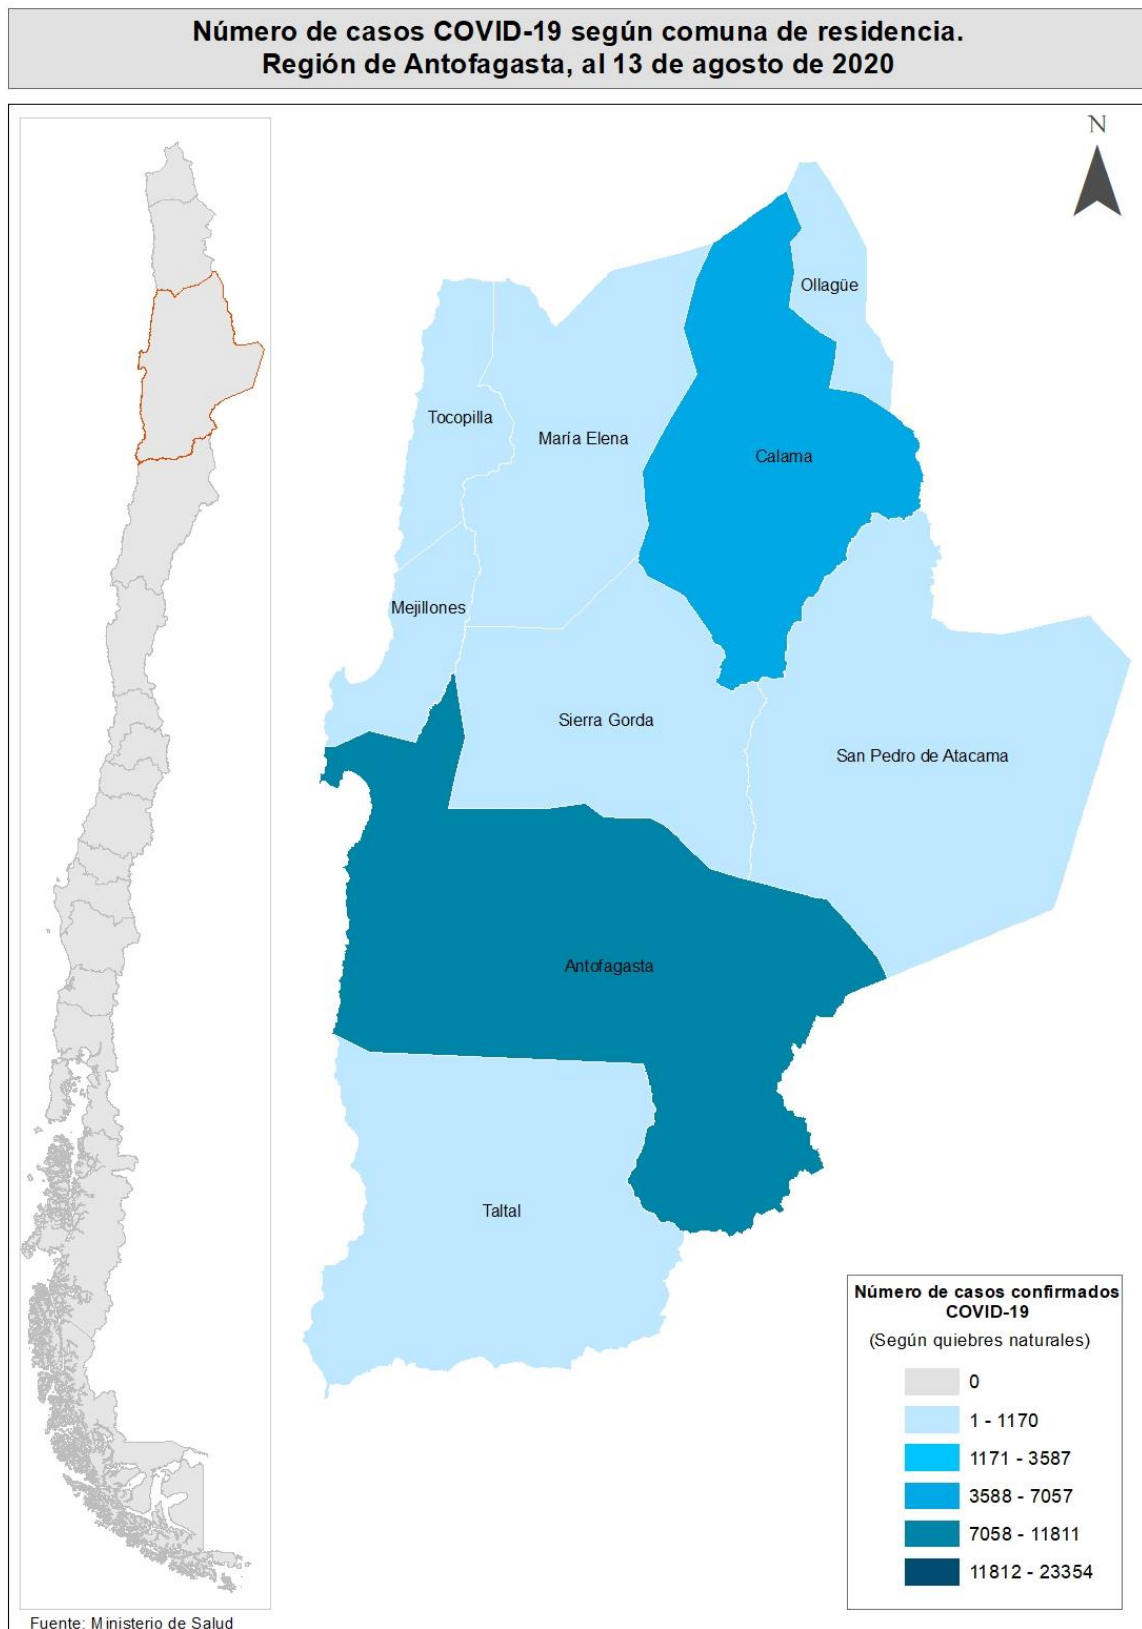 Número de casos COVID-19 según comuna de residencia.
Región de Antofagasta, al 13 de agosto de 2020
N
Ollagüe
Tocopilla
María Elena
Calama
Mejillones
Sierra Gorda
San Pedro de Atacama
Antofagasta
Taltal
Número de casos confirmados
COVID-19
(Según quiebres naturales)
0
1 - 1170
1171 - 3587
3588 - 7057
7058 - 11811
11812 - 23354
Fuente: Ministerio de Salud